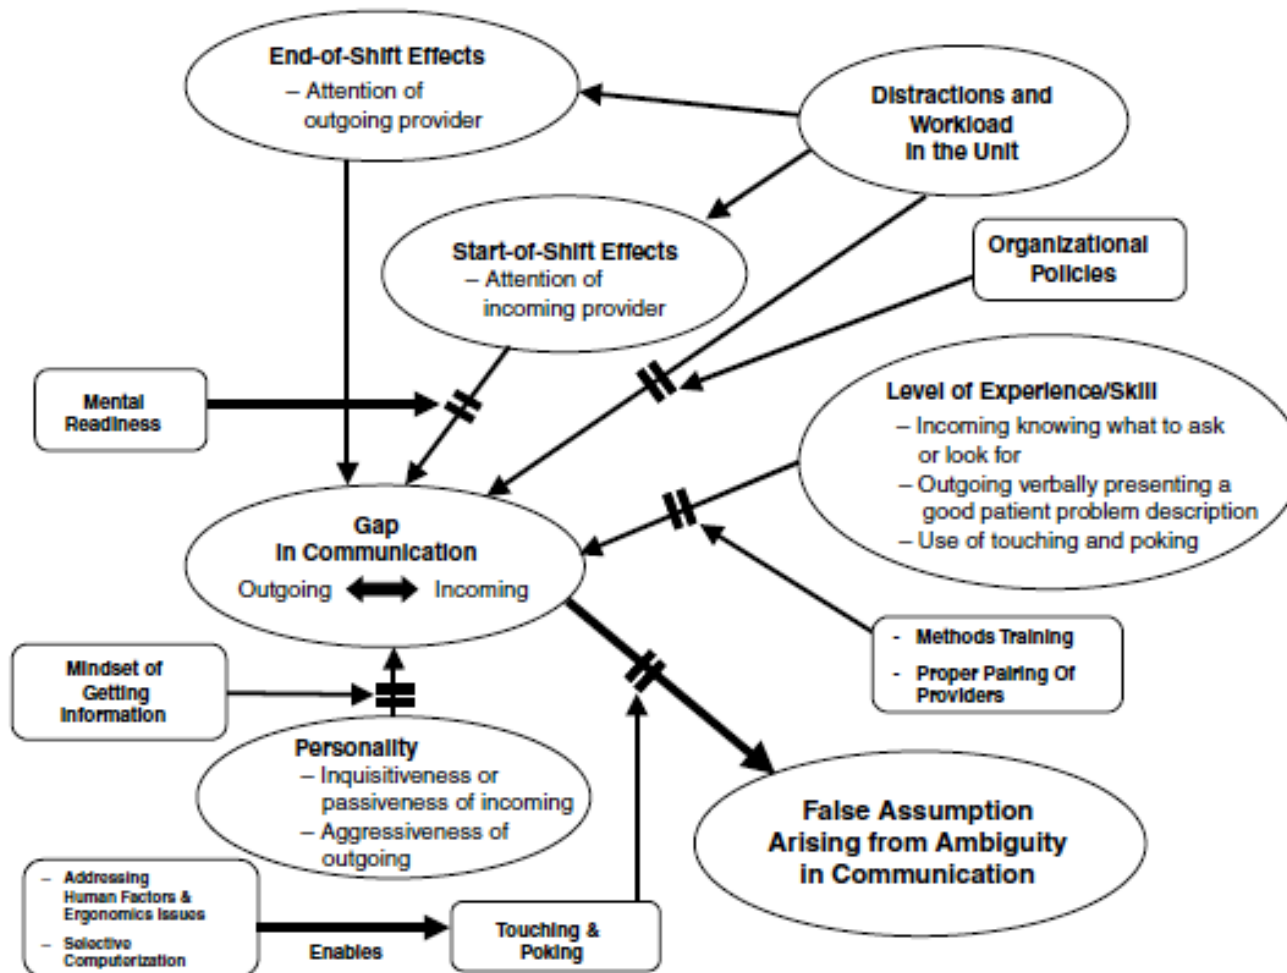 End-of-Shift Effects
– Attention of
outgoing provider
Distractions and
Workload
in the Unit
Start-of-Shift Effects
– Attention of
incoming provider
Organizational
Policies
Mental
Readiness
Level of Experience/Skill
– Incoming knowing what to ask
or look for
– Outgoing verbally presenting a
good patient problem description
– Use of touching and poking
Gap
in Communication
Outgoing Incoming
- Methods Training
- Proper Pairing Of
Providers
Mindset of
Getting
Information
Personality
– Inquisitiveness or
passiveness of incoming
– Aggressiveness of
outgoing
False Assumption
Arising from Ambiguity
in Communication
– Addressing
Human Factors &
Ergonomics Issues
– Selective
Computerization
Enables
Touching &
Poking